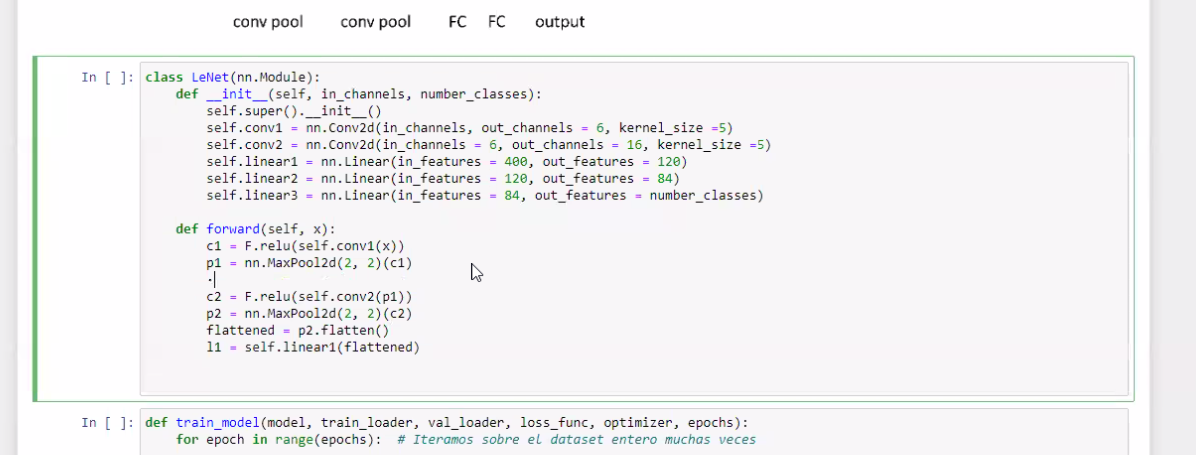 conv pool conv pool FC FC output
In [ ]: class LeNet(nn.Module):
def __init__(self, in_channels, number_classes):
self.super().__init__()
self.conv1 = nn.Conv2d(in_channels, out_channels = 6, kernel_size =5)
self.conv2 = nn.Conv2d(in_channels = 6, out_channels = 16, kernel_size =5)
self.linear1 = nn.Linear(in_features = 400, out_features = 120)
self.linear2 = nn.Linear(in_features = 120, out_features = 84)
self.linear3 = nn.Linear(in_features = 84, out_features = number_classes)
def forward(self, x):
c1 = F.relu(self.conv1(x))
p1 = nn.MaxPool2d(2, 2)(c1)
.
c2 = F.relu(self.conv2(p1))
p2 = nn.MaxPool2d(2, 2)(c2)
flattened = p2.flatten()
l1 = self.linear1(flattened)
In [ ]: def train_model(model, train_loader, val_loader, loss_func, optimizer, epochs):
for epoch in range(epochs): # Iteramos sobre el dataset entero muchas veces